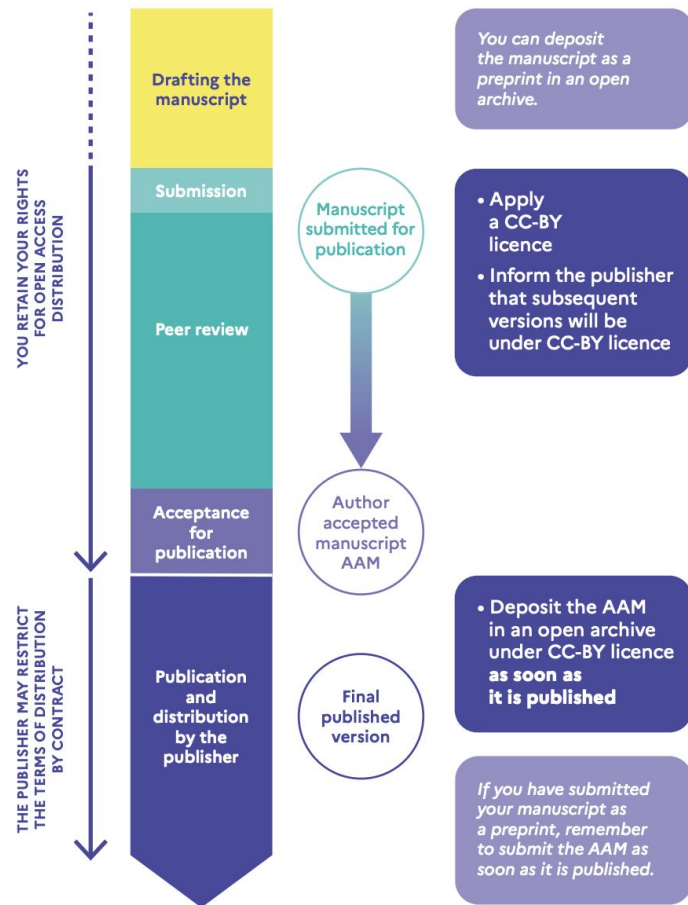 Drafting the
manuscript
You can deposit
the manuscript as a
preprint in an open
archive.
YOU RETAIN YOUR RIGHTS
FOR OPEN ACCESS
DISTRIBUTION
Submission
Peer review
Manuscript
submitted for
publication
• Apply
a CC-BY
licence
• Inform the publisher
that subsequent
versions will be
under CC-BY licence
Acceptance
for
publication
Author
accepted
manuscript
AAM
THE PUBLISHER MAY RESTRICT
THE TERMS OF DISTRIBUTION
BY CONTRACT
Publication
and
distribution
by the
publisher
Final
published
version
• Deposit the AAM
in an open archive
under CC-BY licence
as soon as
it is published
If you have submitted
your manuscript as
a preprint, remember
to submit the AAM as
soon as it is published.